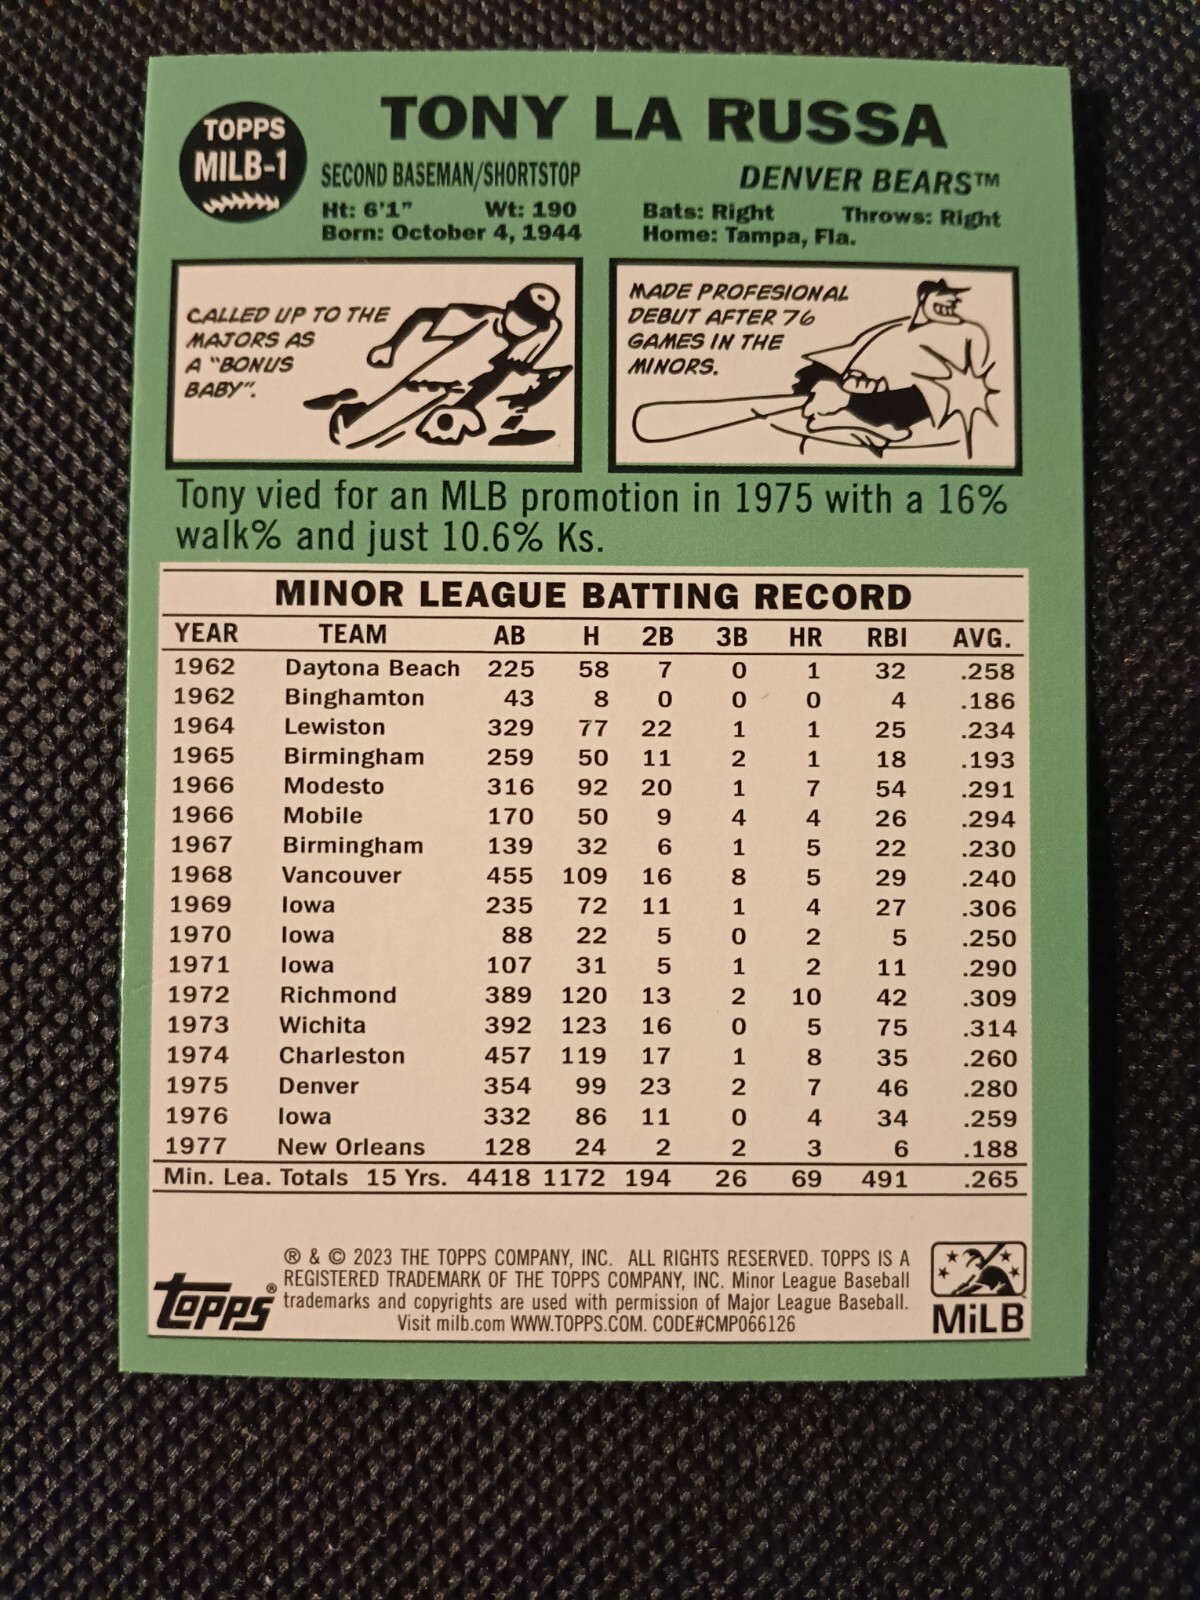 TOPPS
MILB-1
TONY LA RUSSA
SECOND BASEMAN/SHORTSTOP
DENVER BEARS™
Ht: 6'1" Wt: 190
Bats: Right Throws: Right
Born: October 4, 1944
Home: Tampa, Fla.
CALLED UP TO THE
MAJORS AS
A "BONUS
BABY".
MADE PROFESIONAL
DEBUT AFTER 76
GAMES IN THE
MINORS.
Tony vied for an MLB promotion in 1975 with a 16%
walk% and just 10.6% Ks.
MINOR LEAGUE BATTING RECORD
YEAR TEAM AB H 2B 3B HR RBI AVG.
1962 Daytona Beach 225 58 7 0 1 32 .258
1962 Binghamton 43 8 0 0 0 4 .186
1964 Lewiston 329 77 22 1 1 25 .234
1965 Birmingham 259 50 11 2 1 18 .193
1966 Modesto 316 92 20 1 7 54 .291
1966 Mobile 170 50 9 4 4 26 .294
1967 Birmingham 139 32 6 1 5 22 .230
1968 Vancouver 455 109 16 8 5 29 .240
1969 Iowa 235 72 11 1 4 27 .306
1970 Iowa 88 22 5 0 2 5 .250
1971 Iowa 107 31 5 1 2 11 .290
1972 Richmond 389 120 13 2 10 42 .309
1973 Wichita 392 123 16 0 5 75 .314
1974 Charleston 457 119 17 1 8 35 .260
1975 Denver 354 99 23 2 7 46 .280
1976 Iowa 332 86 11 0 4 34 .259
1977 New Orleans 128 24 2 2 3 6 .188
Min. Lea. Totals 15 Yrs. 4418 1172 194 26 69 491 .265
® & © 2023 THE TOPPS COMPANY, INC. ALL RIGHTS RESERVED. TOPPS IS A
REGISTERED TRADEMARK OF THE TOPPS COMPANY, INC. Minor League Baseball
trademarks and copyrights are used with permission of Major League Baseball.
Visit milb.com WWW.TOPPS.COM. CODE#CMP066126
topps®
MiLB